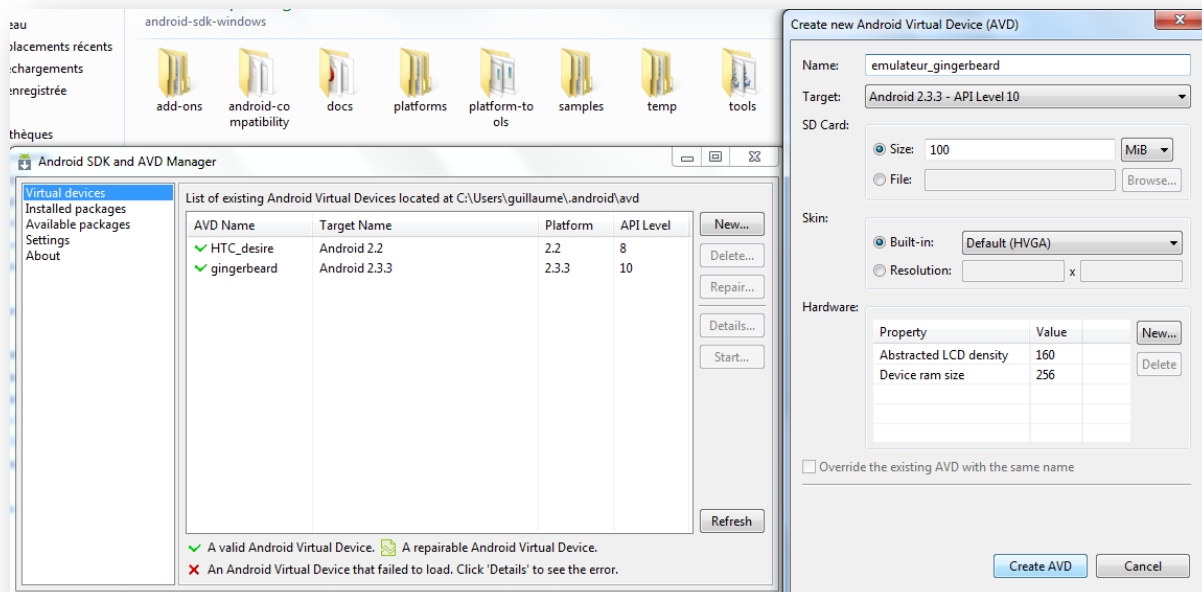 android-sdk-windows
eau
placements récents
échargements
enregistrée
thèques
add-ons
android-co
mpatibility
docs
platforms
platform-to
ols
samples
temp
tools
Android SDK and AVD Manager
Virtual devices
Installed packages
Available packages
Settings
About
List of existing Android Virtual Devices located at C:\Users\guillaume\.android\avd
AVD Name Target Name Platform API Level
HTC_desire Android 2.2 2.2 8
gingerbeard Android 2.3.3 2.3.3 10
New...
Delete...
Repair...
Details...
Start...
Refresh
A valid Android Virtual Device. A repairable Android Virtual Device.
An Android Virtual Device that failed to load. Click 'Details' to see the error.
Create new Android Virtual Device (AVD)
Name: emulateur_gingerbeard
Target: Android 2.3.3 - API Level 10
SD Card:
Size: 100 MiB
File: Browse...
Skin:
Built-in: Default (HVGA)
Resolution: x
Hardware:
Property Value New...
Abstracted LCD density 160
Delete
Device ram size 256
Override the existing AVD with the same name
Create AVD Cancel